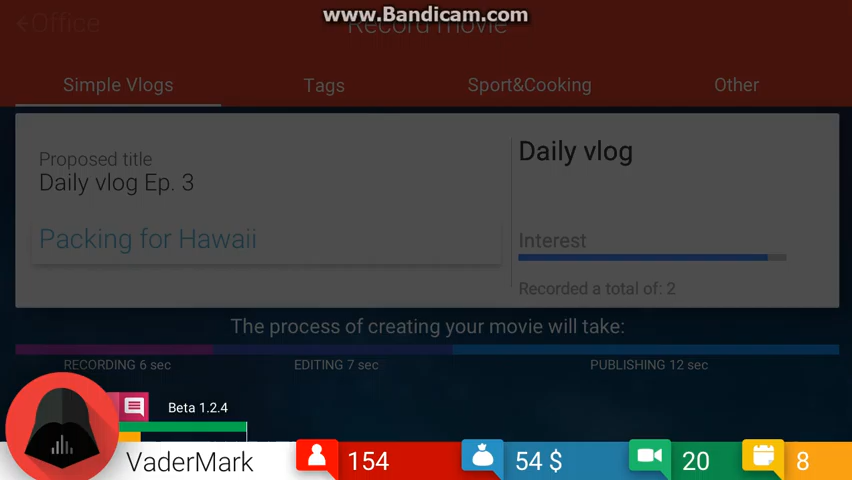 www.Bandicam.com
Office
Record movie
Simple Vlogs
Tags
Sport&Cooking
Other
Proposed title
Daily vlog Ep. 3
Packing for Hawaii
Daily vlog
Interest
Recorded a total of: 2
The process of creating your movie will take:
RECORDING 6 sec
EDITING 7 sec
PUBLISHING 12 sec
Beta 1.2.4
VaderMark
154
54 $
20
8